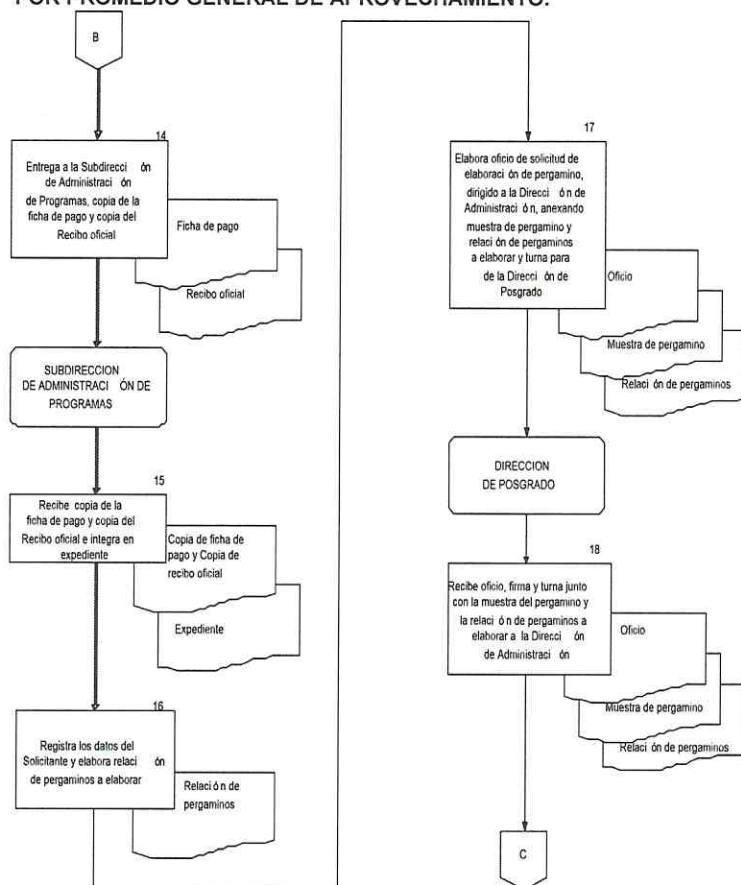 POR PROMEDIO GENERAL DE APROVECHAMIENTO.
B
14
Entrega a la Subdirecci ón
de Administraci ón
de Programas, copia de la
ficha de pago y copia del
Recibo oficial
Ficha de pago
Recibo oficial
SUBDIRECCION
DE ADMINISTRACI ÓN DE
PROGRAMAS
15
Recibe copia de la
ficha de pago y copia del
Recibo oficial e integra en
expediente
Copia de ficha de
pago y Copia de
recibo oficial
Expediente
16
Registra los datos del
Solicitante y elabora relaci ón
de pergaminos a elaborar
Relaci ón de
pergaminos
17
Elabora oficio de solicitud de
elaboraci ón de pergamino,
dirigido a la Direcci ón de
Administraci ón, anexando
muestra de pergamino y
relaci ón de pergaminos
a elaborar y turna para
de la Direcci ón de
Posgrado
Oficio
Muestra de pergamino
Relaci ón de pergaminos
DIRECCION
DE POSGRADO
18
Recibe oficio, firma y turna junto
con la muestra del pergamino y
la relaci ón de pergaminos a
elaborar a la Direcci ón
de Administraci ón
Oficio
Muestra de pergamino
Relaci ón de pergaminos
C